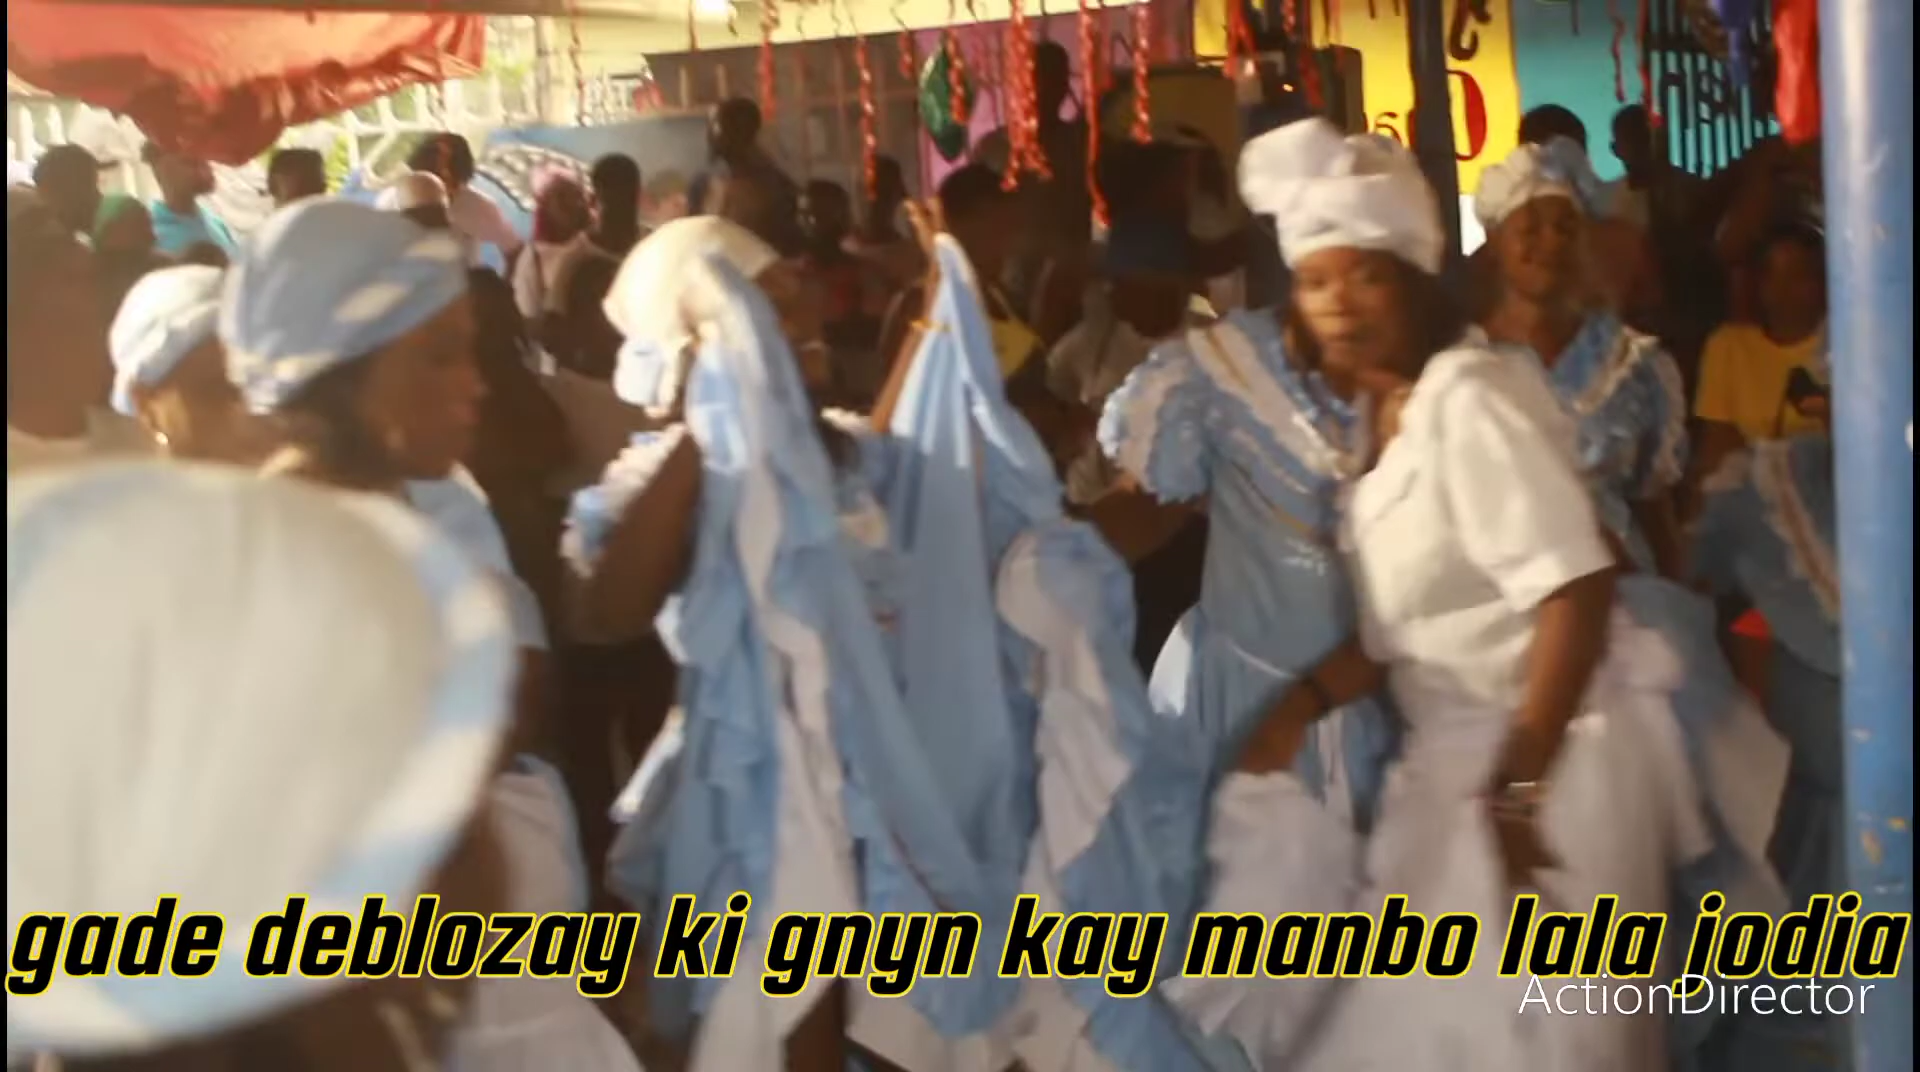 gade deblozay ki gnyn kay manbo lala jodia
ActionDirector